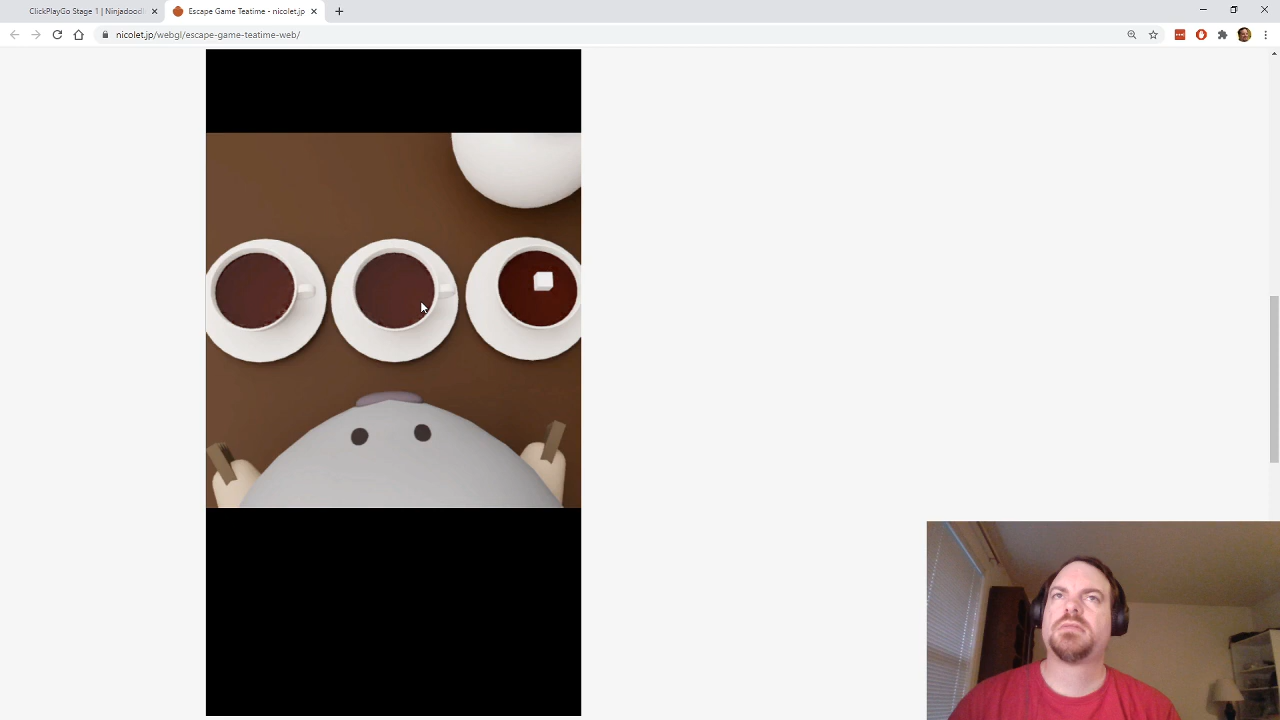 ClickPlayGo Stage 1 | Ninjadoodl
Escape Game Teatime - nicolet.jp
nicolet.jp/webgl/escape-game-teatime-web/